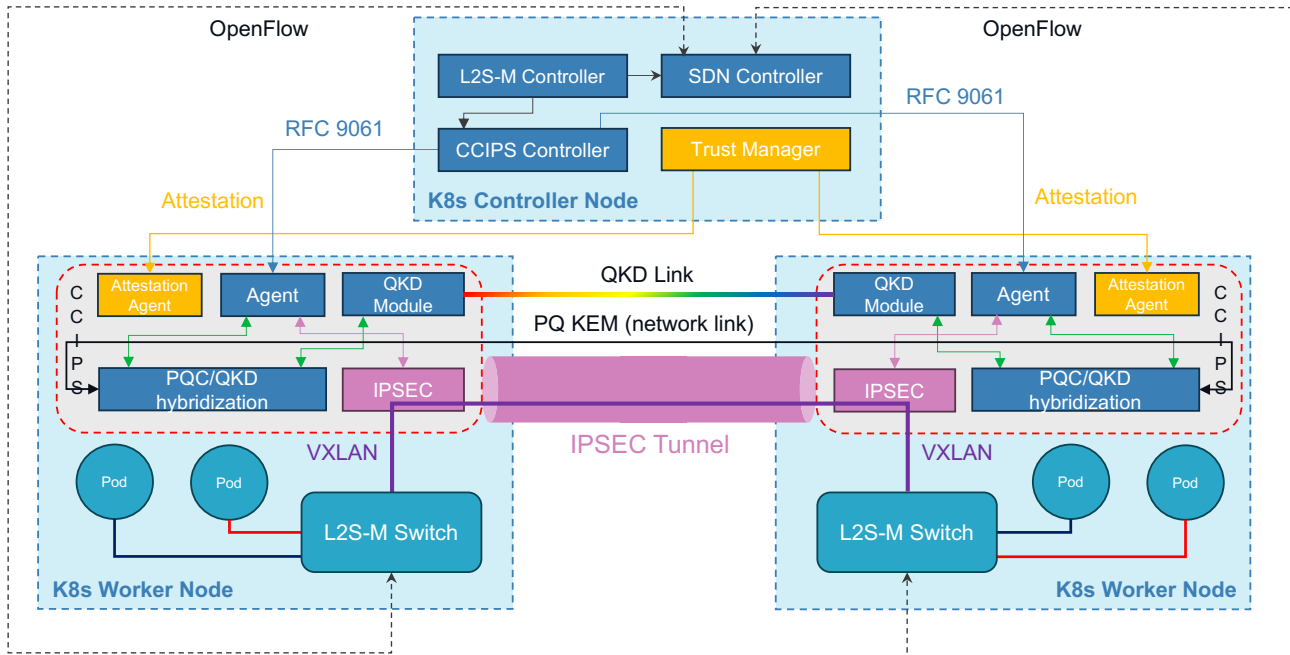 OpenFlow
OpenFlow
L2S-M Controller
SDN Controller
RFC 9061
RFC 9061
CCIPS Controller
Trust Manager
K8s Controller Node
Attestation
Attestation
CCIPS
Attestation
Agent
Agent
QKD
Module
QKD Link
QKD
Module
Agent
Attestation
Agent
CCIPS
PQ KEM (network link)
PQC/QKD
hybridization
IPSEC
IPSEC
PQC/QKD
hybridization
IPSEC Tunnel
VXLAN
VXLAN
Pod
Pod
Pod
Pod
L2S-M Switch
L2S-M Switch
K8s Worker Node
K8s Worker Node